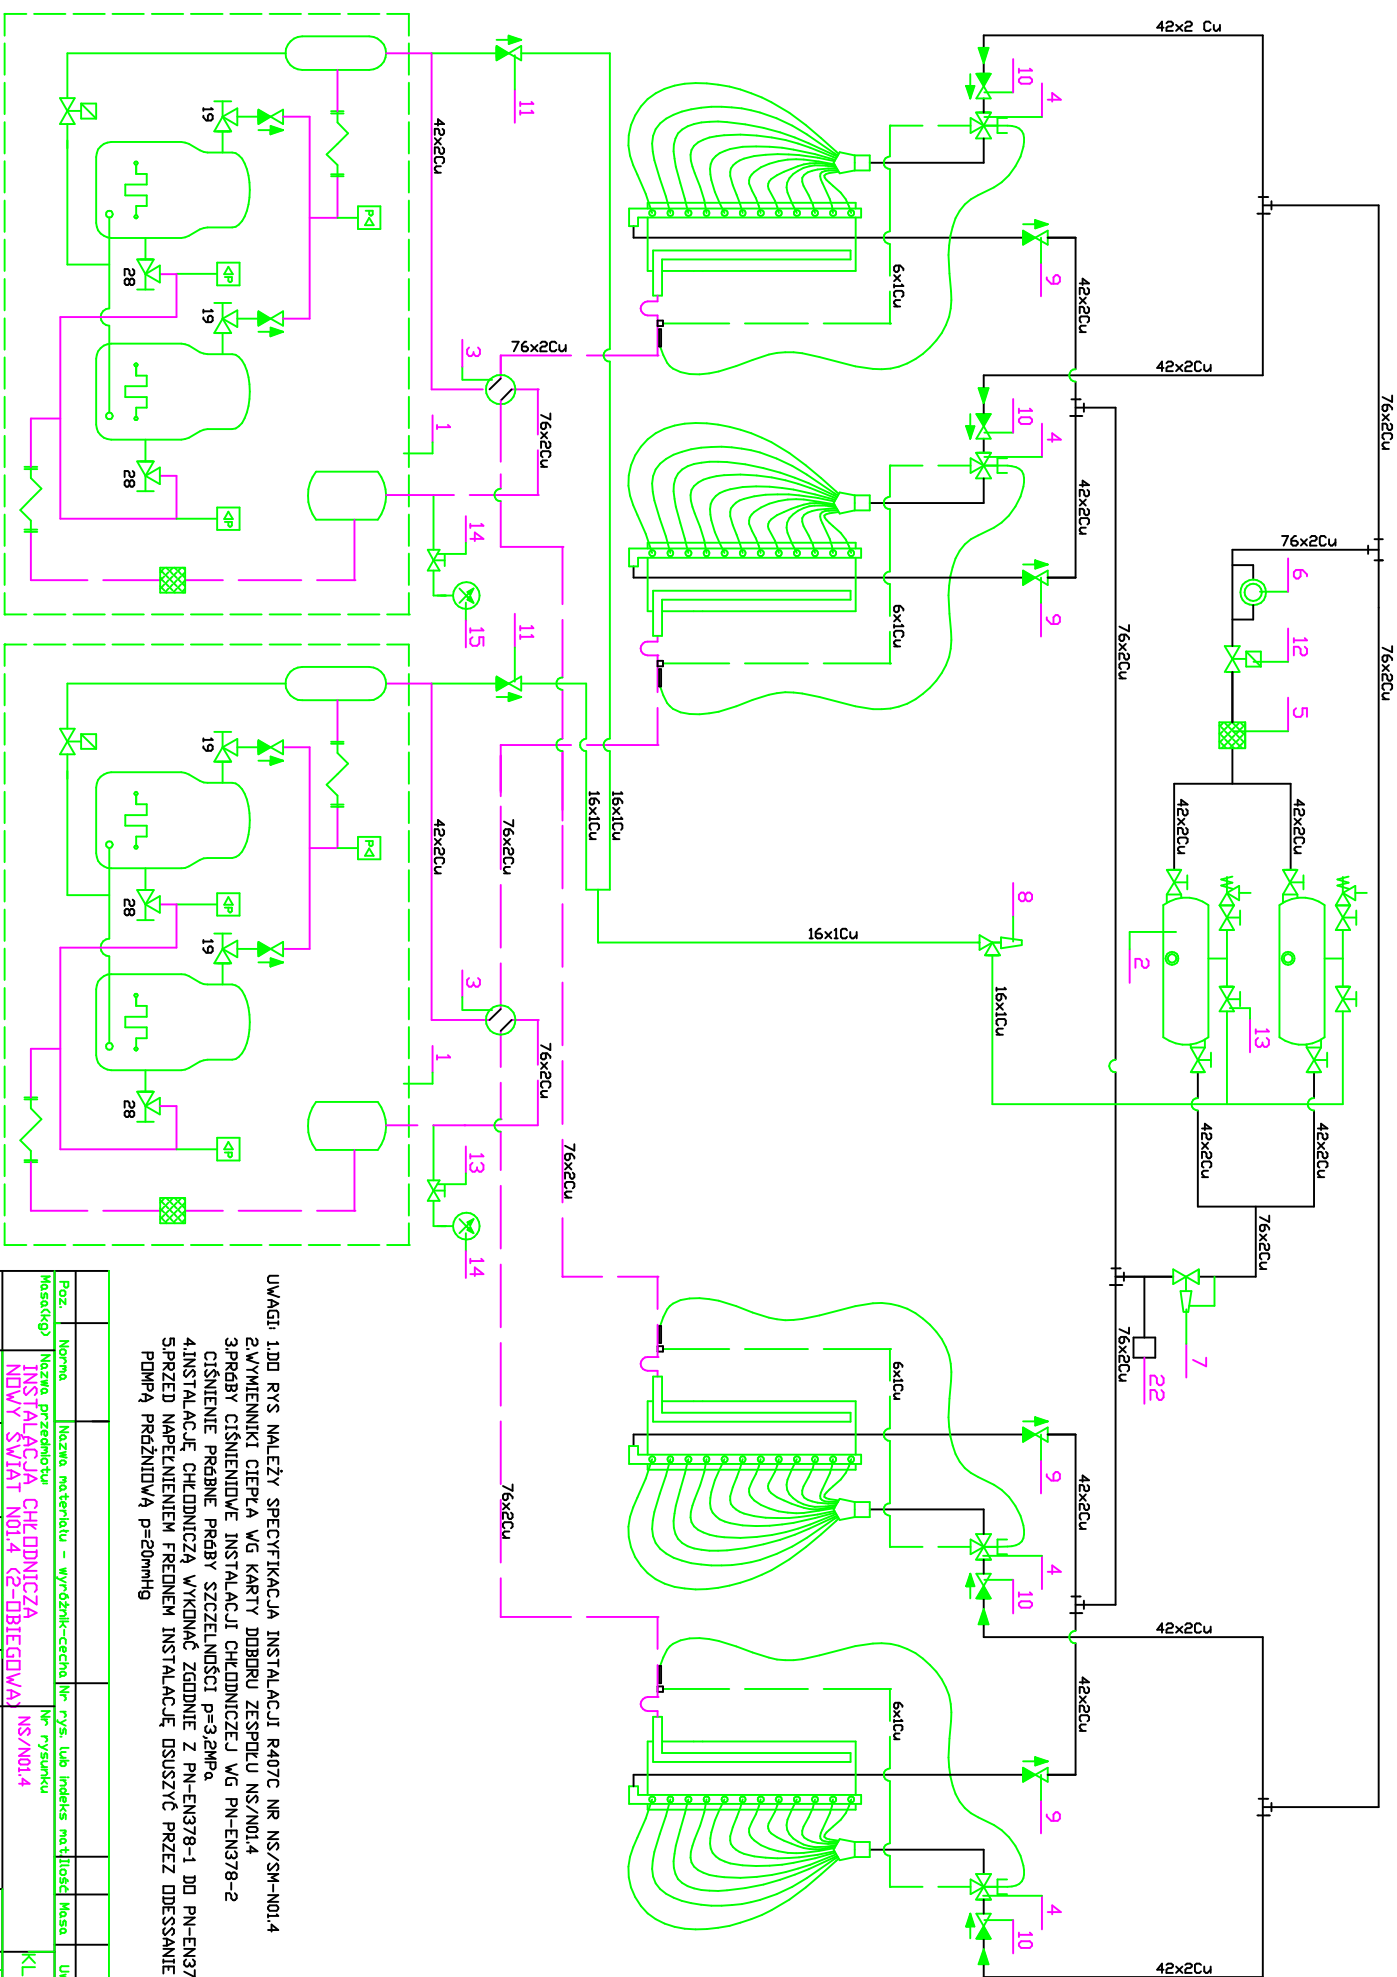 42x2 Cu
10
4
11
19
42x2Cu
28
P
6x1Cu
9
42x2Cu
76x2Cu
3
76x2Cu
42x2Cu
19
1
10
4
42x2Cu
76x2Cu
28
14
15
11
6x1Cu
9
76x2Cu
76x2Cu
6
12
76x2Cu
5
19
42x2Cu
76x2Cu
16x1Cu
16x1Cu
42x2Cu
42x2Cu
28
8
16x1Cu
2
16x1Cu
13
19
3
76x2Cu
1
28
13
14
76x2Cu
42x2Cu
42x2Cu
76x2Cu
7
22
76x2Cu
6x1Cu
9
42x2Cu
4
10
76x2Cu
42x2Cu
42x2Cu
6x1Cu
9
4
10
42x2Cu
UWAGI: 1.DO RYS NALEŻY SPECYFIKACJA INSTALACJI R407C NR NS/SM-N01.4
2.WYMIENNIKI CIEPŁA WG KARTY DOBORU ZESPOŁU NS/N01.4
3.PRÓBY CIŚNIENIOWE INSTALACJI CHŁODNICZEJ WG PN-EN378-2
CIŚNIENIE PRÓBNE PRÓBY SZCZELNOŚCI p=3,2MPa
4.INSTALACJĘ CHŁODNICZĄ WYKONAĆ ZGODNIE Z PN-EN378-1 DO PN-EN37
5.PRZED NAPEŁNIENIEM FREONEM INSTALACJĘ OSUSZYĆ PRZEZ ODESSANIE
POMPĄ PRÓŻNIOWĄ p=20mmHg
Poz. Norma Nazwa materiału - wyróżnik-cecha Nr rys. lub indeks mat. Ilość Masa Uw
Masa(kg) Nazwa przedmiotu: Nr rysunku
INSTALACJA CHŁODNICZA
NOWY ŚWIAT N01.4 (2-OBIEGOWA) NS/N01.4
KL